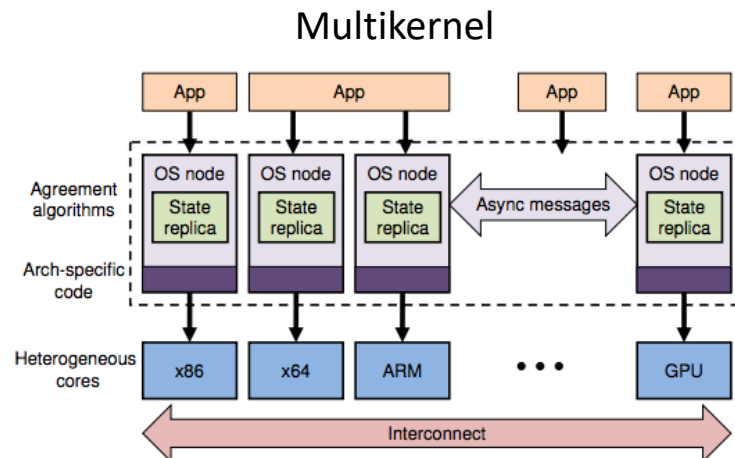 Multikernel
App
App
App
App
Agreement
algorithms
OS node
State
replica
OS node
State
replica
OS node
State
replica
Async messages
OS node
State
replica
Arch-specific
code
Heterogeneous
cores
x86
x64
ARM
GPU
Interconnect